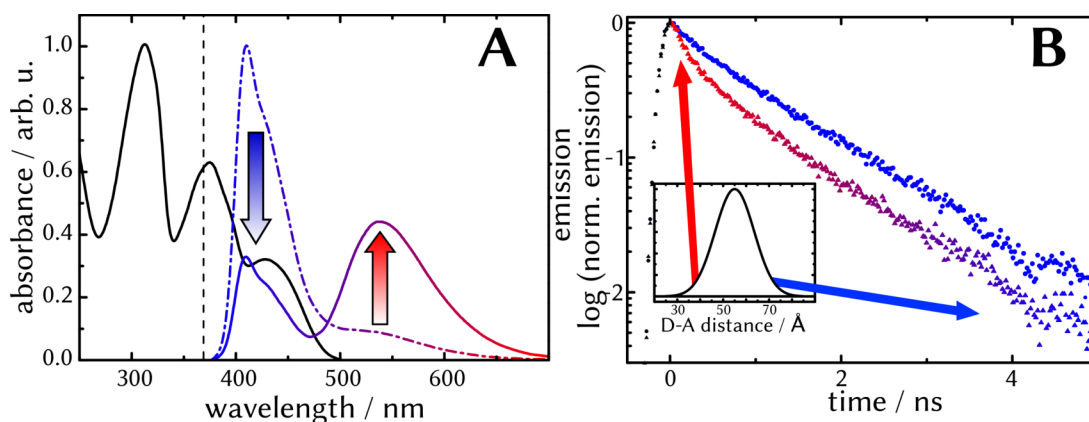 A
absorbance / arb. u.
1.0
0.8
0.6
0.4
0.2
0.0
300
400
500
600
wavelength / nm
emission
B
log (norm. emission)
0
-1
-2
30
50
70
D-A distance / Å
0
2
4
time / ns